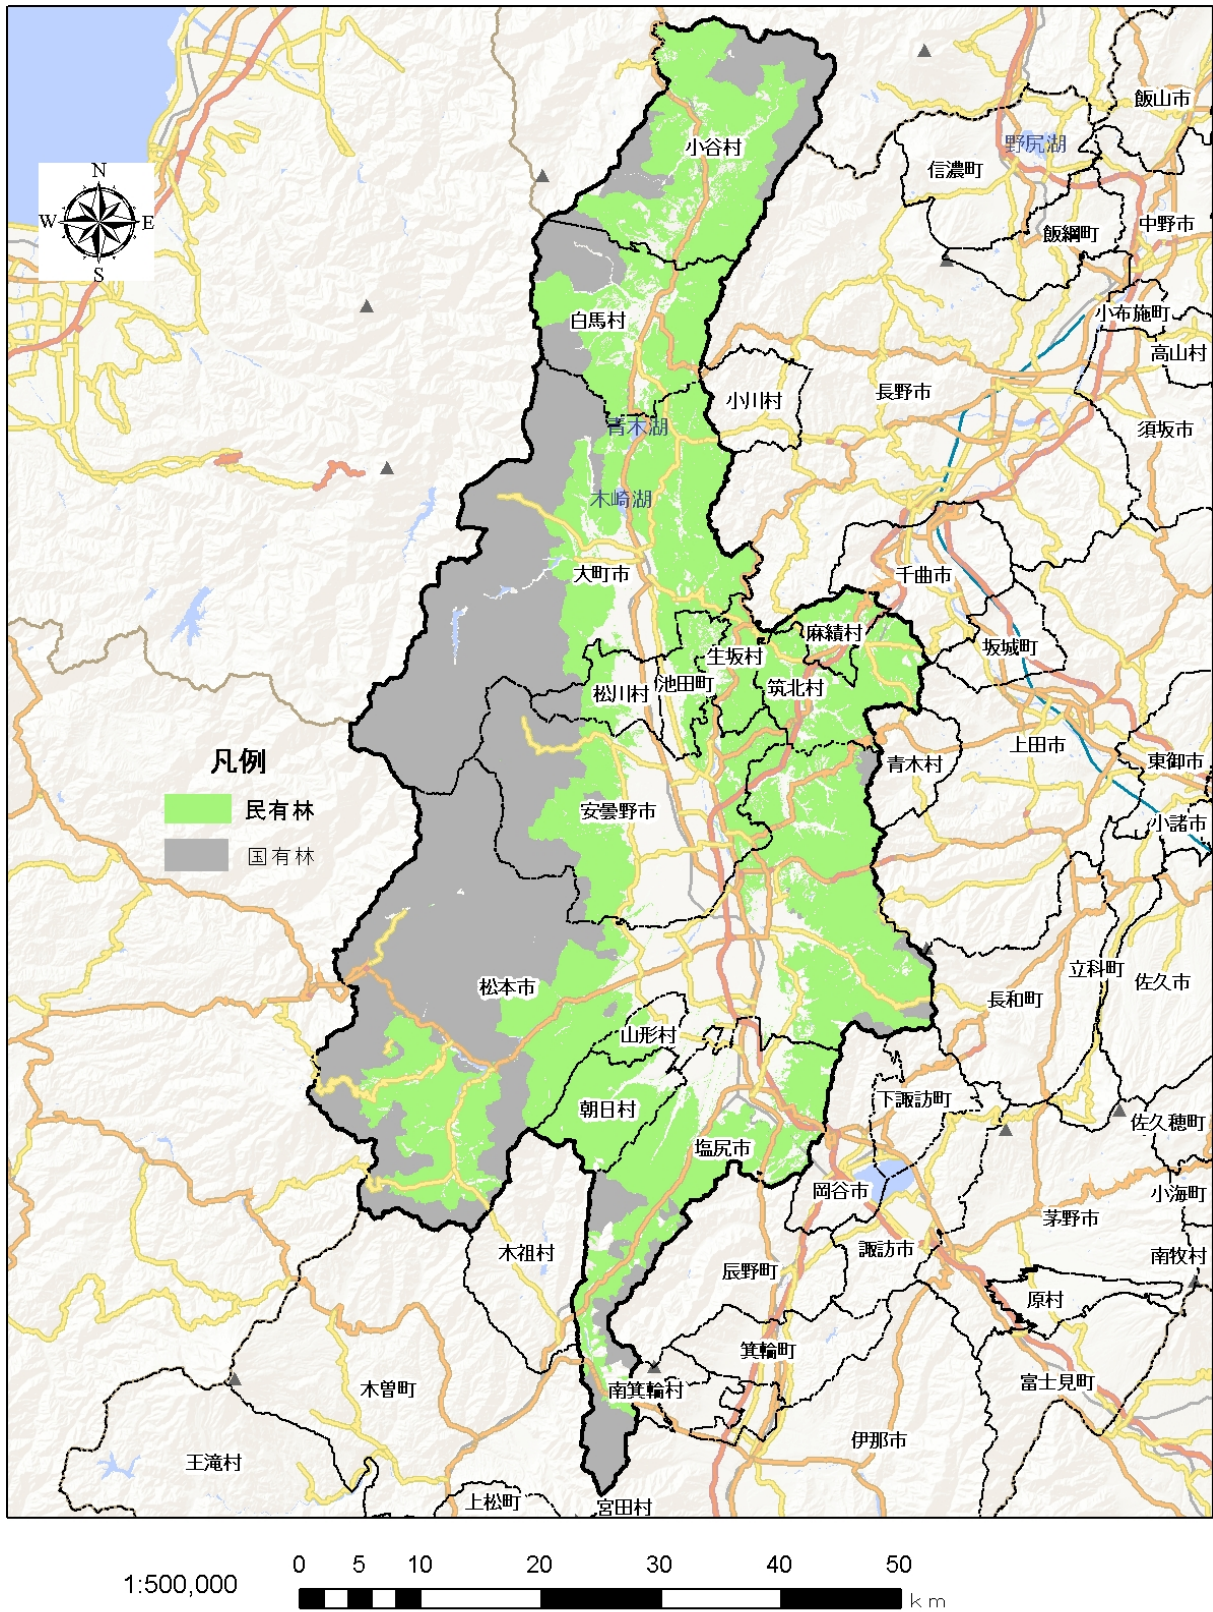 飯山市
野尻湖
小谷村
信濃町
N
W
E
S
中野市
飯綱町
小布施町
白馬村
高山村
小川村
長野市
青木湖
須坂市
木崎湖
大町市
千曲市
麻績村
坂城町
生坂村
松川村
池田町
筑北村
上田市
凡例
青木村
東御市
民有林
安曇野市
小諸市
国有林
立科町
佐久市
松本市
長和町
山形村
下諏訪町
朝日村
佐久穂町
塩尻市
岡谷市
小海町
茅野市
木祖村
諏訪市
南牧村
辰野町
原村
箕輪町
木曽町
南箕輪村
富士見町
伊那市
王滝村
上松町
宮田村
0 5 10 20 30 40 50
1:500,000
km